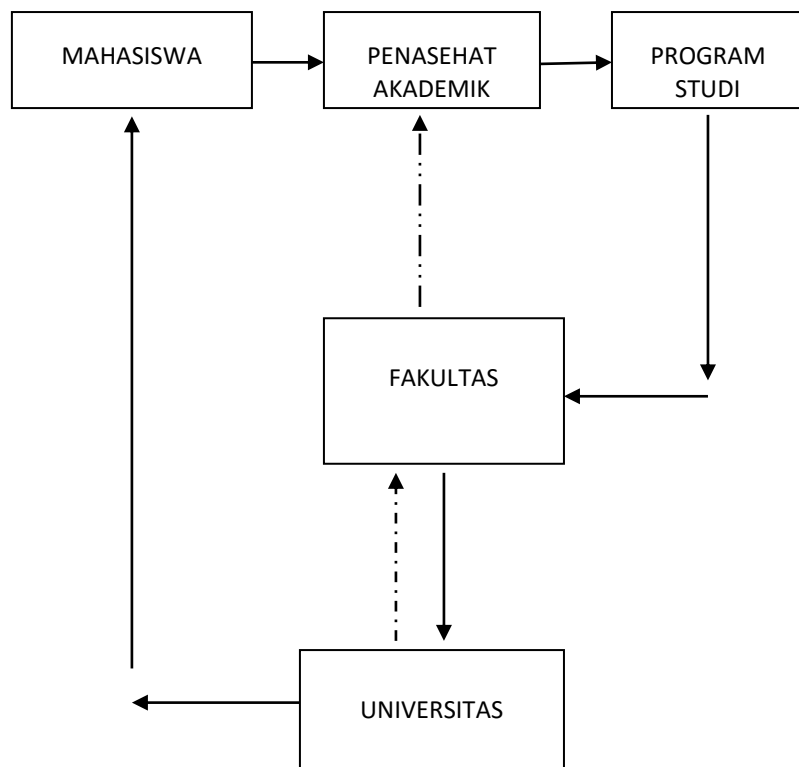 MAHASISWA
PENASEHAT
AKADEMIK
PROGRAM
STUDI
FAKULTAS
UNIVERSITAS